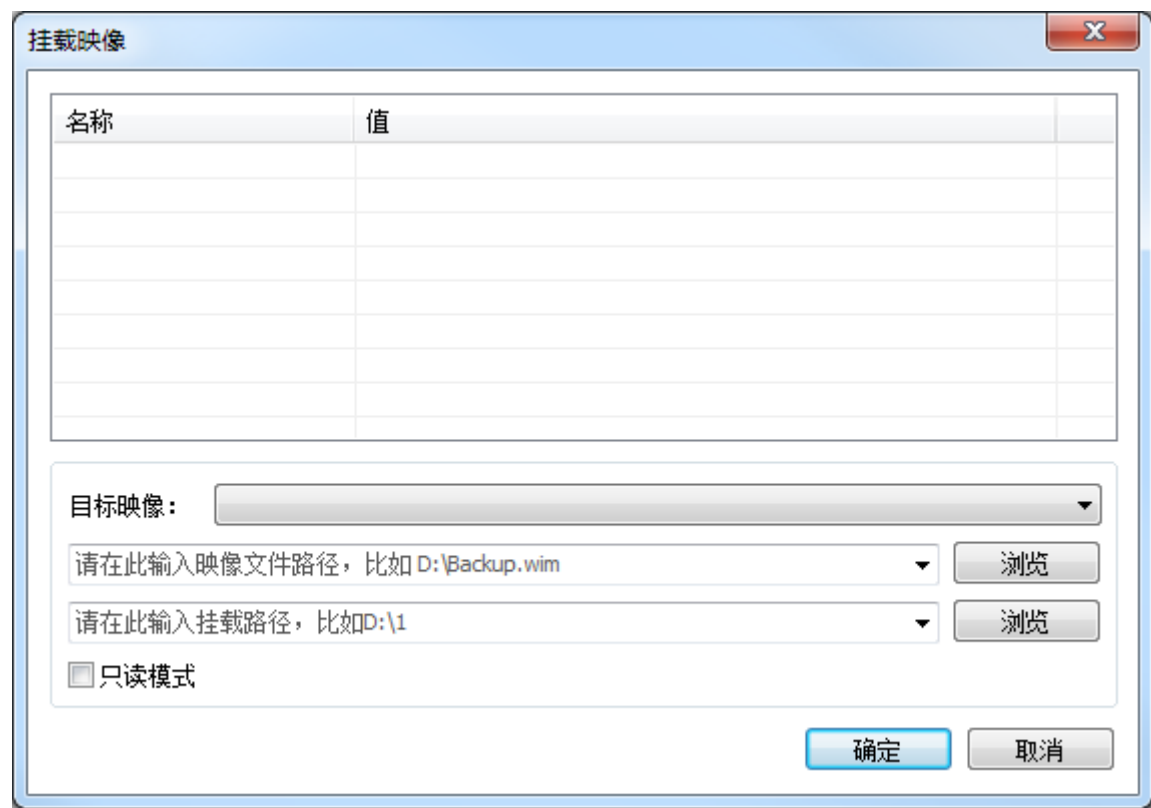 挂载映像
名称 值
目标映像：
请在此输入映像文件路径，比如 D:\Backup.wim
浏览
请在此输入挂载路径，比如D:\1
浏览
只读模式
确定 取消